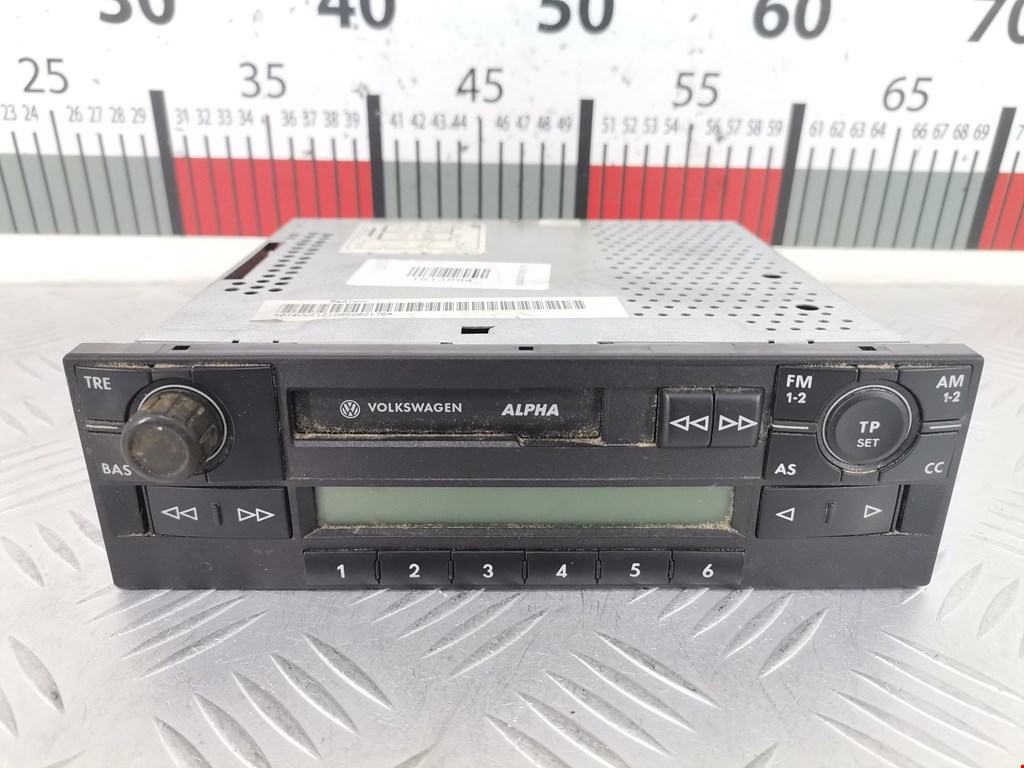 30 40 50 60 70
25 35 45 55 65
23 24 26 27 28 29 31 32 33 34 36 37 38 39 41 42 43 44 46 47 48 49 51 52 53 54 56 57 58 59 61 62 63 64 66 67 68 69
1513894
TRE
VOLKSWAGEN ALPHA
FM
1-2
AM
1-2
TP
SET
BAS
AS
CC
1 2 3 4 5 6